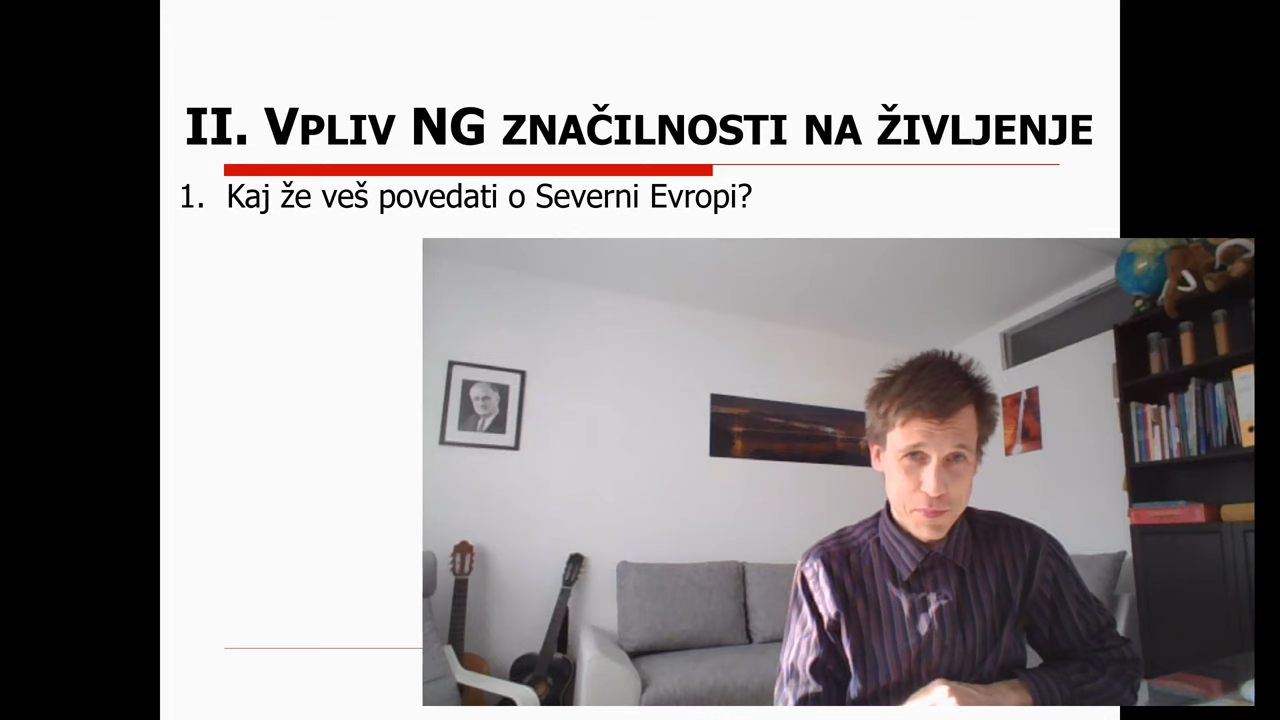 II. VPLIV NG ZNAČILNOSTI NA ŽIVLJENJE
1. Kaj že veš povedati o Severni Evropi?